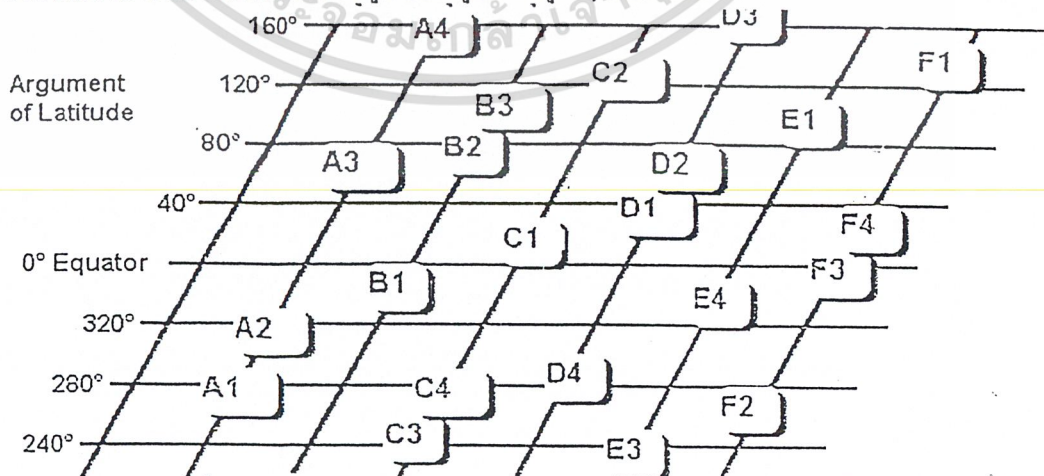 160° A4 D3
Argument
of Latitude
120° C2 F1
B3 E1
80° A3 B2 D2
40° D1
C1 F4
0° Equator B1 F3
E4
320° A2
280° A1 C4 D4
F2
240° C3 E3